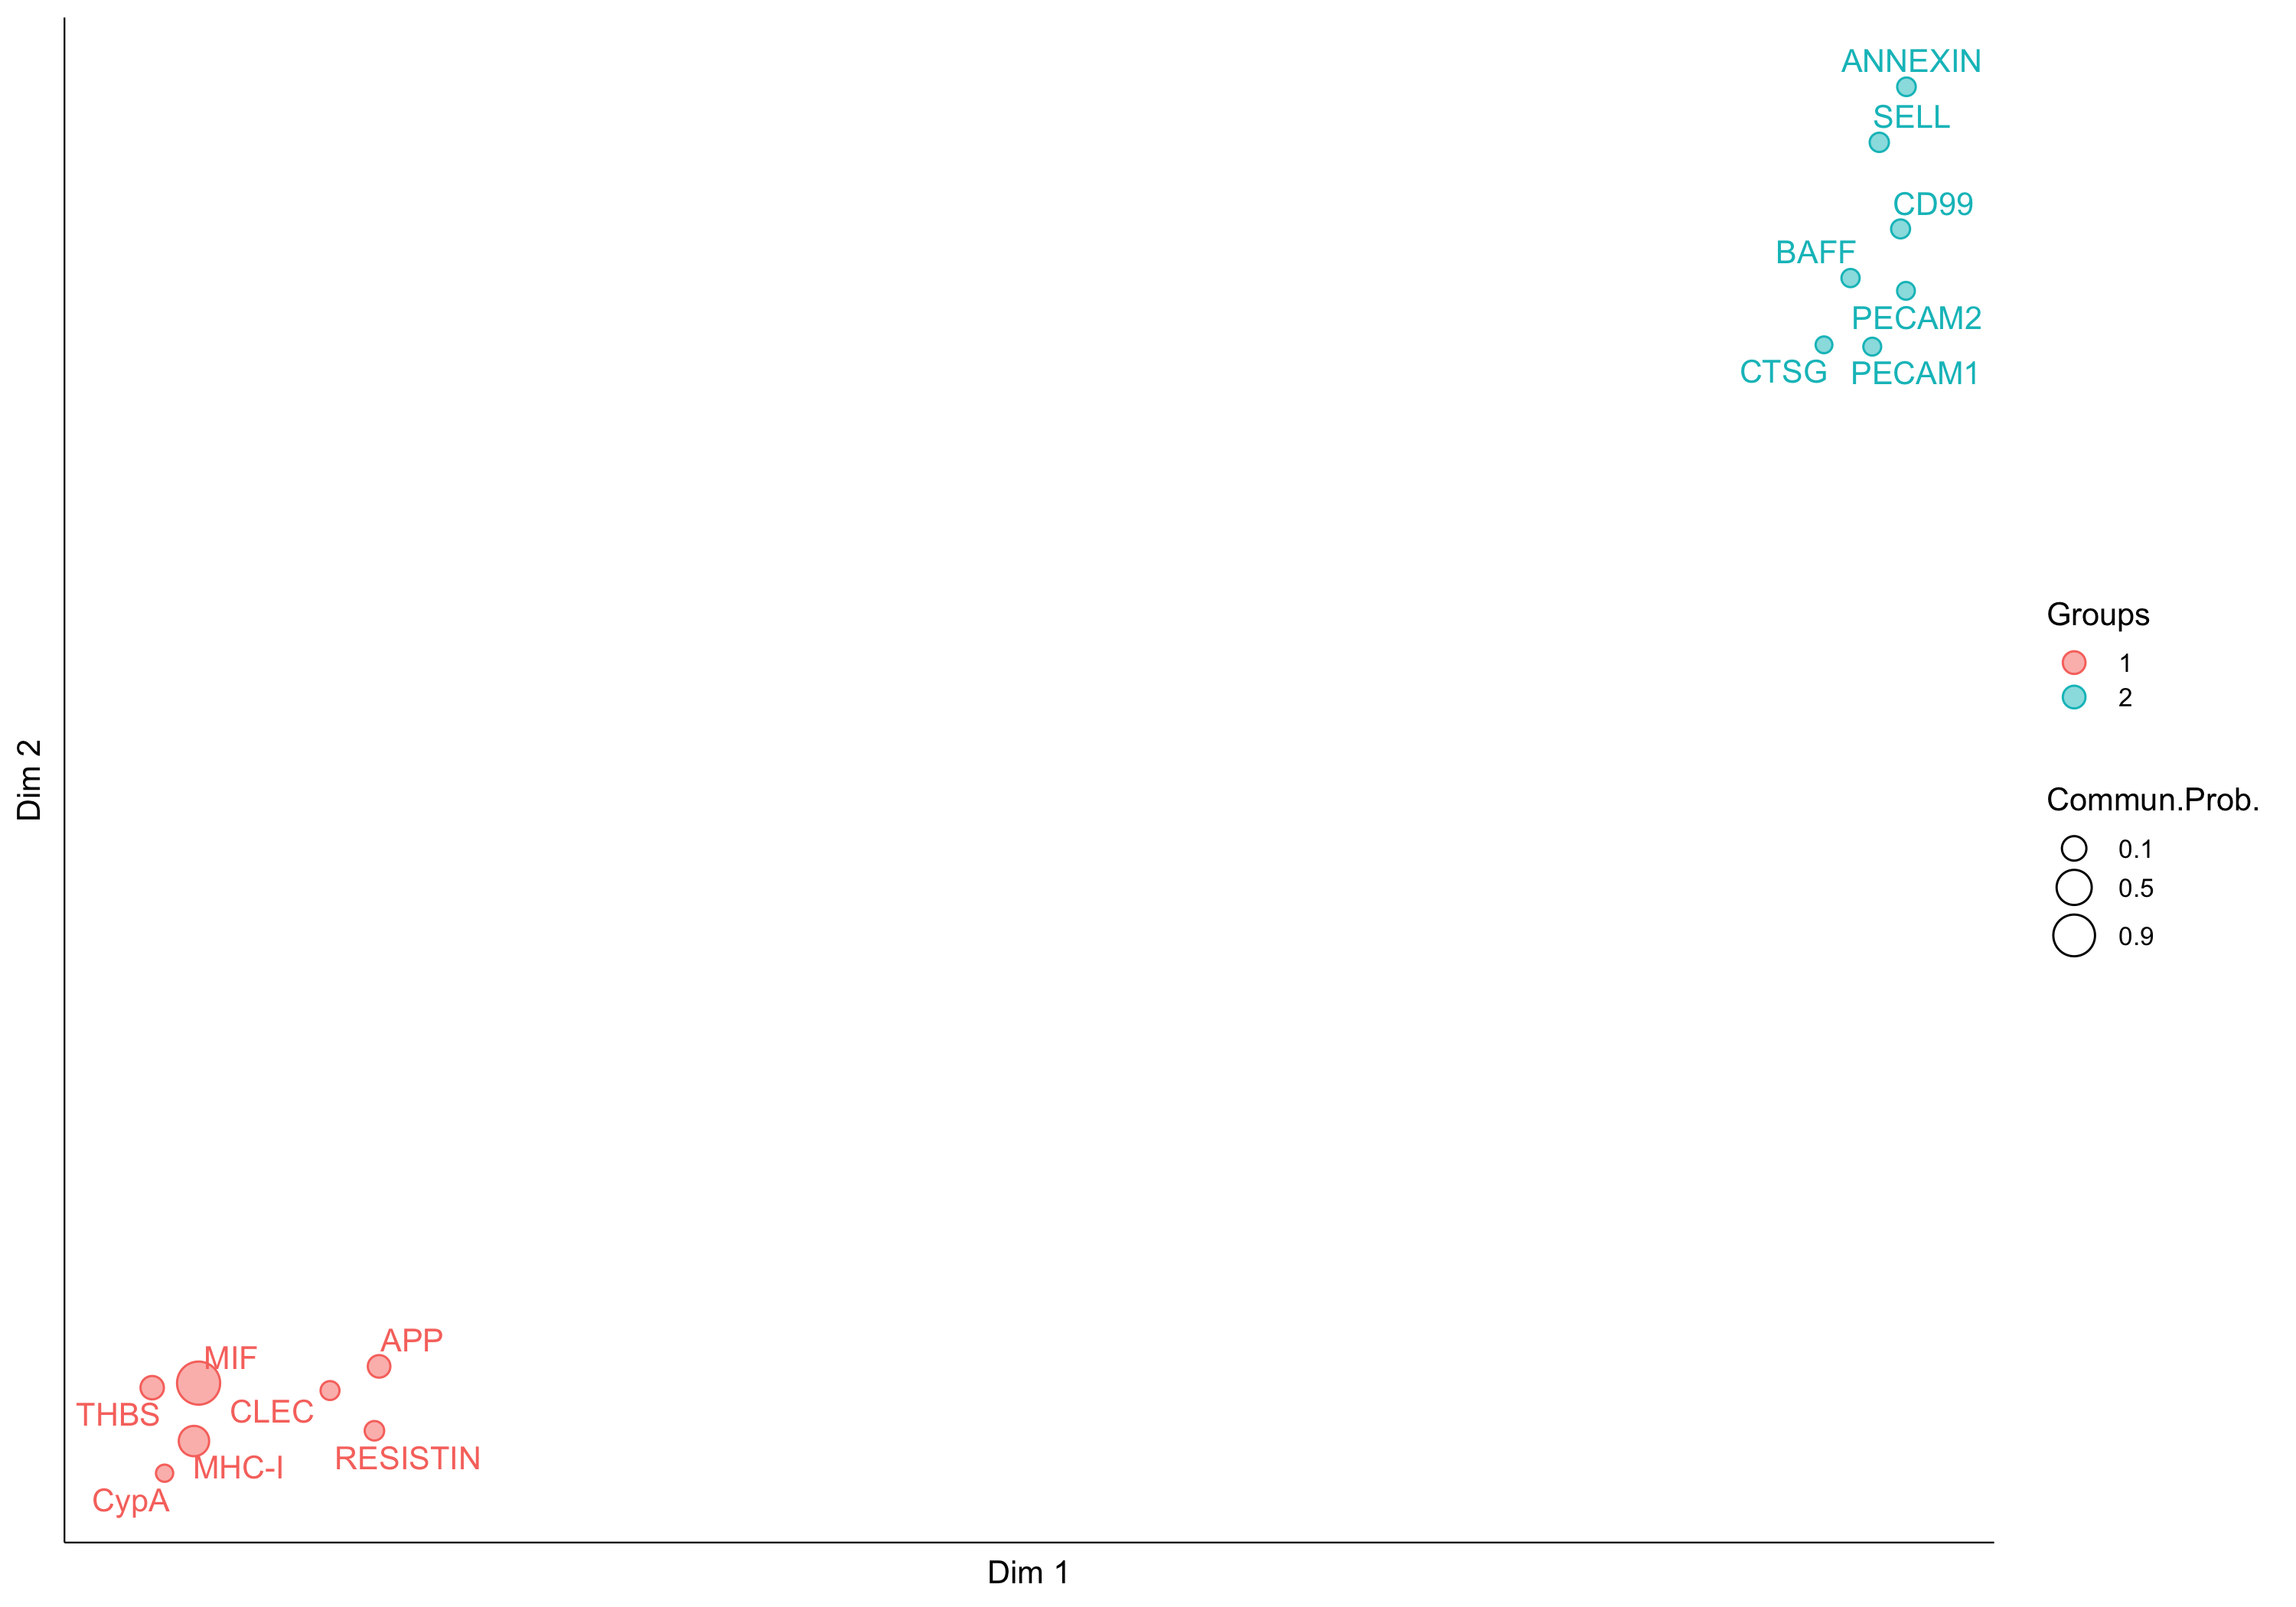 ANNEXIN
SELL
CD99
BAFF
PECAM2
CTSG
PECAM1
Groups
1
2
Dim 2
Commun.Prob.
0.1
0.5
0.9
APP
MIF
THBS
CLEC
RESISTIN
MHC-I
CypA
Dim 1